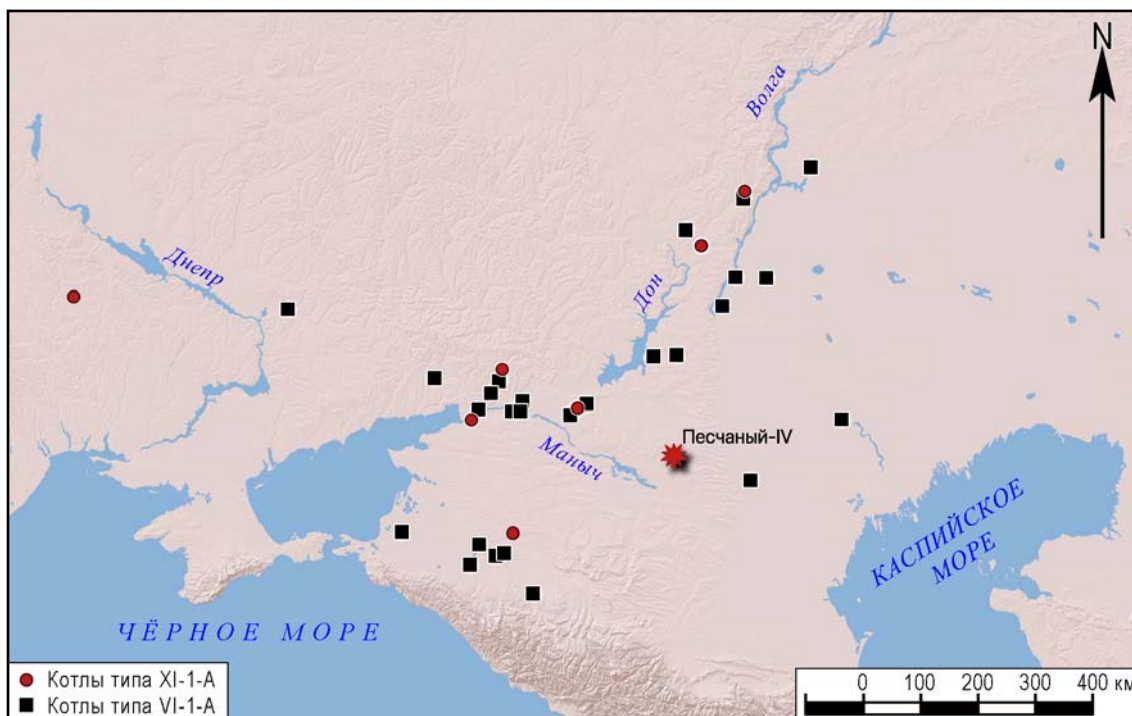 N
Волга
Днепр
Дон
Песчаный-IV
Маныч
КАСПИЙСКОЕ
МОРЕ
ЧЁРНОЕ МОРЕ
Котлы типа XI-1-А
Котлы типа VI-1-А
0 100 200 300 400 км